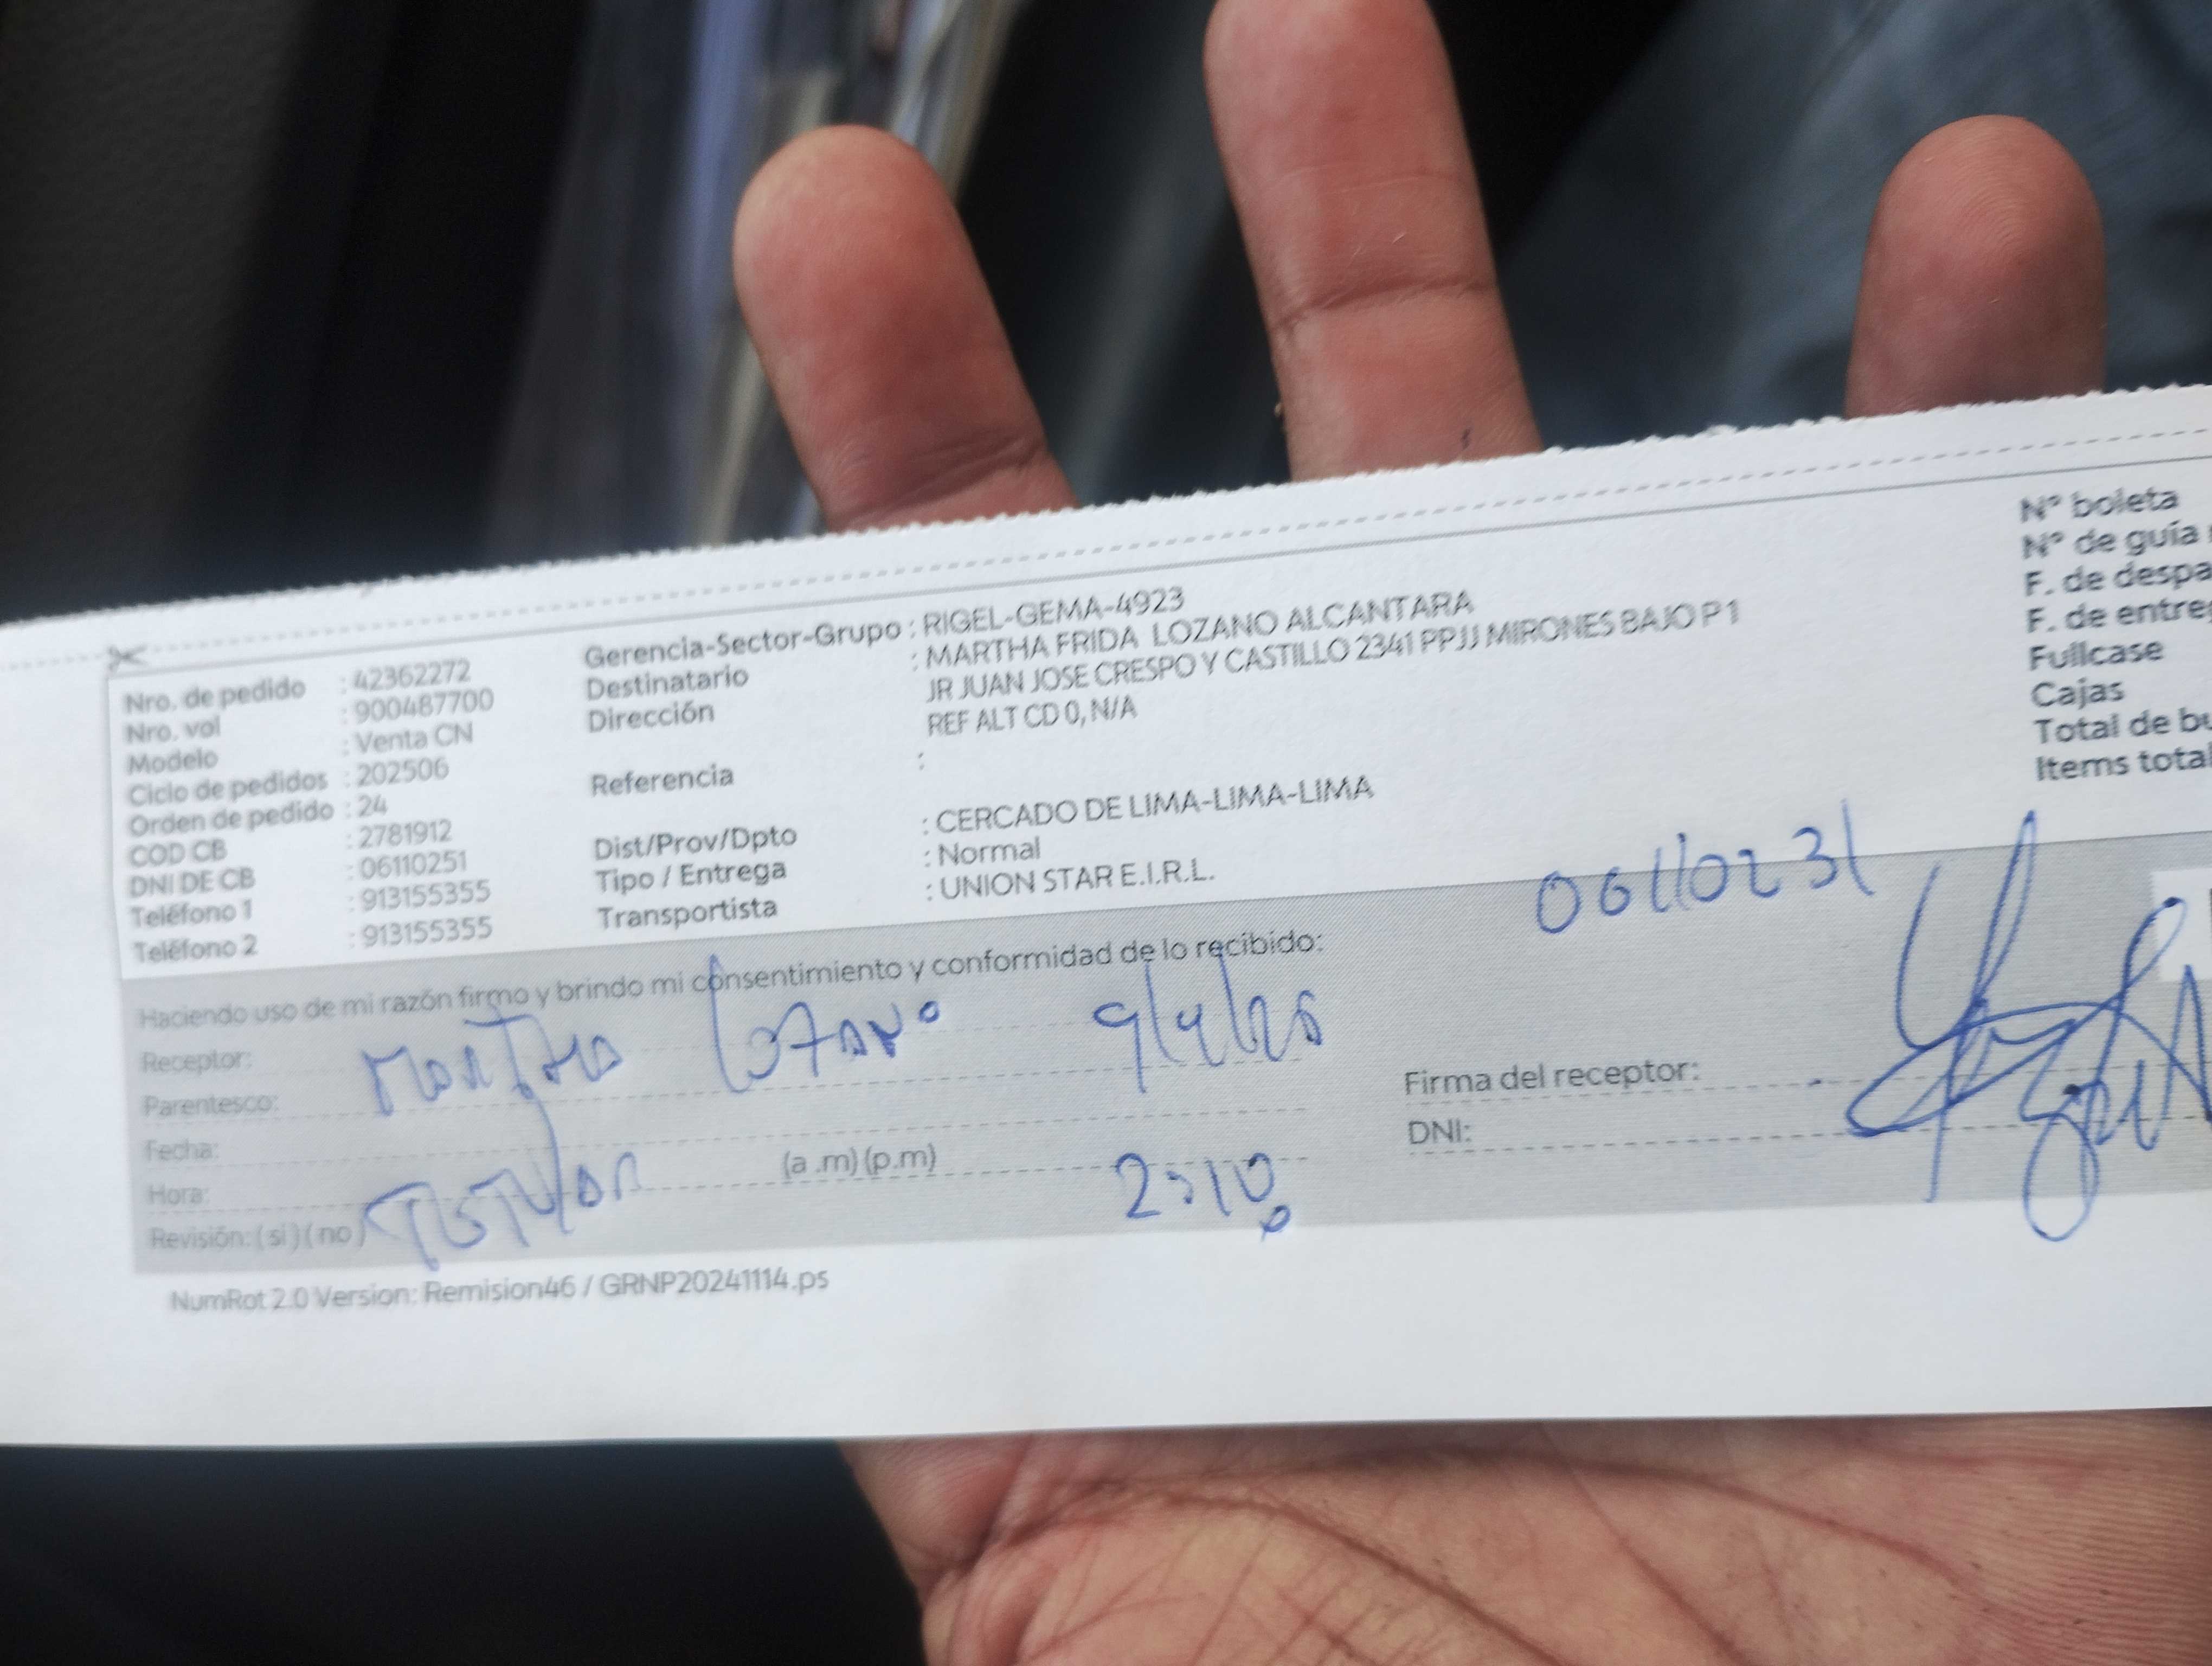 Nro. de pedido : 42362272
Nro. vol : 900487700
Modelo : Venta CN
Ciclo de pedidos : 202506
Orden de pedido : 24
COD CB : 2781912
DNI DE CB : 06110251
Teléfono 1 : 913155355
Teléfono 2 : 913155355
Gerencia-Sector-Grupo : RIGEL-GEMA-4923
Destinatario : MARTHA FRIDA LOZANO ALCANTARA
Dirección JR JUAN JOSE CRESPO Y CASTILLO 2341 PPJJ MIRONES BAJO P 1
REF ALT CD 0, N/A
Referencia :
Dist/Prov/Dpto : CERCADO DE LIMA-LIMA-LIMA
Tipo / Entrega : Normal
Transportista : UNION STAR E.I.R.L.
N° boleta
N° de guía
F. de despa
F. de entreg
Fullcase
Cajas
Total de bu
Items total
Haciendo uso de mi razón firmo y brindo mi consentimiento y conformidad de lo recibido:
06110231
Receptor: Martha Lozano 9/4/25
Parentesco:
Fecha:
Hora: (a .m) (p.m) 2:10
Revisión: ( si ) ( no ) Titular
Firma del receptor:
DNI:
NumRot 2.0 Version: Remision46 / GRNP20241114.ps